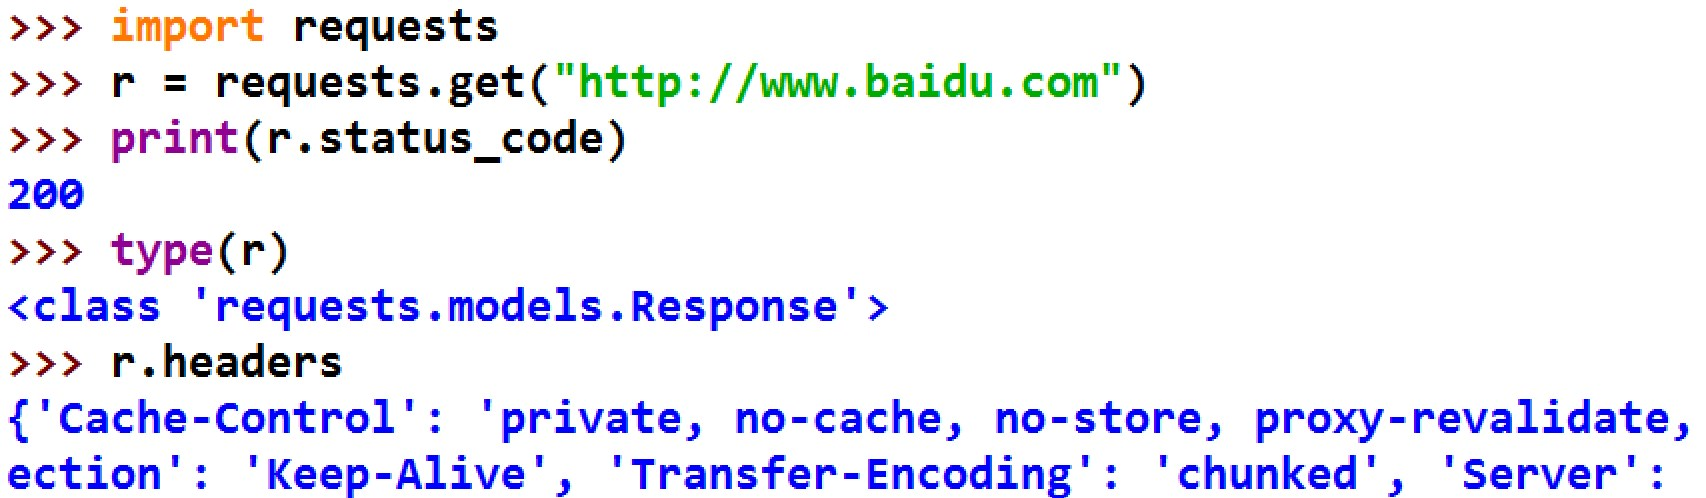 >>> import requests
>>> r = requests.get("http://www.baidu.com")
>>> print(r.status_code)
200
>>> type(r)
<class 'requests.models.Response'>
>>> r.headers
{'Cache-Control': 'private, no-cache, no-store, proxy-revalidate,
ection': 'Keep-Alive', 'Transfer-Encoding': 'chunked', 'Server':